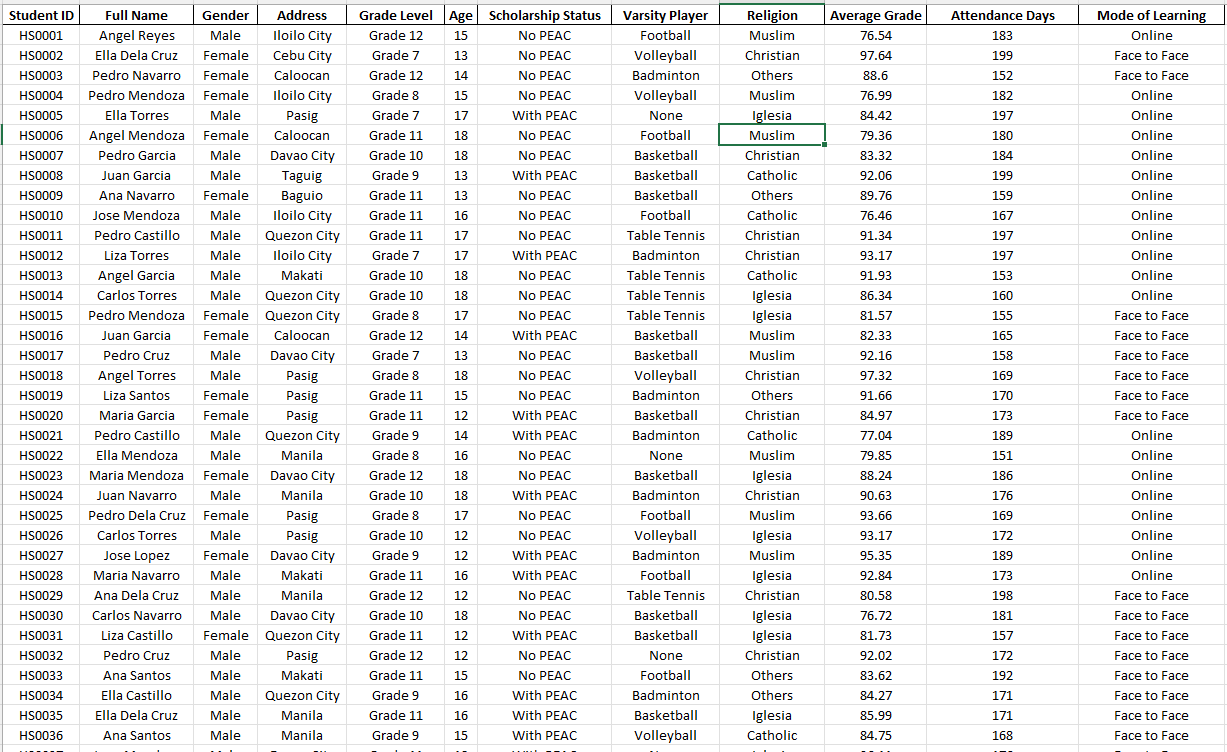 Student ID Full Name Gender Address Grade Level Age Scholarship Status Varsity Player Religion Average Grade Attendance Days Mode of Learning
HS0001 Angel Reyes Male Iloilo City Grade 12 15 No PEAC Football Muslim 76.54 183 Online
HS0002 Ella Dela Cruz Female Cebu City Grade 7 13 No PEAC Volleyball Christian 97.64 199 Face to Face
HS0003 Pedro Navarro Female Caloocan Grade 12 14 No PEAC Badminton Others 88.6 152 Face to Face
HS0004 Pedro Mendoza Female Iloilo City Grade 8 15 No PEAC Volleyball Muslim 76.99 182 Online
HS0005 Ella Torres Male Pasig Grade 7 17 With PEAC None Iglesia 84.42 197 Online
HS0006 Angel Mendoza Female Caloocan Grade 11 18 No PEAC Football Muslim 79.36 180 Online
HS0007 Pedro Garcia Male Davao City Grade 10 18 No PEAC Basketball Christian 83.32 184 Online
HS0008 Juan Garcia Male Taguig Grade 9 13 With PEAC Basketball Catholic 92.06 199 Online
HS0009 Ana Navarro Female Baguio Grade 11 13 No PEAC Basketball Others 89.76 159 Online
HS0010 Jose Mendoza Male Iloilo City Grade 11 16 No PEAC Football Catholic 76.46 167 Online
HS0011 Pedro Castillo Male Quezon City Grade 11 17 No PEAC Table Tennis Christian 91.34 197 Online
HS0012 Liza Torres Male Iloilo City Grade 7 17 With PEAC Badminton Christian 93.17 197 Online
HS0013 Angel Garcia Male Makati Grade 10 18 No PEAC Table Tennis Catholic 91.93 153 Online
HS0014 Carlos Torres Male Quezon City Grade 10 18 No PEAC Table Tennis Iglesia 86.34 160 Online
HS0015 Pedro Mendoza Female Quezon City Grade 8 17 No PEAC Table Tennis Iglesia 81.57 155 Face to Face
HS0016 Juan Garcia Female Caloocan Grade 12 14 With PEAC Basketball Muslim 82.33 165 Face to Face
HS0017 Pedro Cruz Male Davao City Grade 7 13 No PEAC Basketball Muslim 92.16 158 Face to Face
HS0018 Angel Torres Male Pasig Grade 8 18 No PEAC Volleyball Christian 97.32 169 Face to Face
HS0019 Liza Santos Female Pasig Grade 11 15 No PEAC Badminton Others 91.66 170 Face to Face
HS0020 Maria Garcia Female Pasig Grade 11 12 With PEAC Basketball Christian 84.97 173 Face to Face
HS0021 Pedro Castillo Male Quezon City Grade 9 14 With PEAC Badminton Catholic 77.04 189 Online
HS0022 Ella Mendoza Male Manila Grade 8 16 No PEAC None Muslim 79.85 151 Online
HS0023 Maria Mendoza Female Davao City Grade 12 18 No PEAC Basketball Iglesia 88.24 186 Online
HS0024 Juan Navarro Male Manila Grade 10 18 With PEAC Badminton Christian 90.63 176 Online
HS0025 Pedro Dela Cruz Female Pasig Grade 8 17 No PEAC Football Muslim 93.66 169 Online
HS0026 Carlos Torres Male Pasig Grade 10 12 No PEAC Volleyball Iglesia 93.17 172 Online
HS0027 Jose Lopez Female Davao City Grade 9 12 With PEAC Badminton Muslim 95.35 189 Online
HS0028 Maria Navarro Male Makati Grade 11 16 With PEAC Football Iglesia 92.84 173 Online
HS0029 Ana Dela Cruz Male Manila Grade 12 12 No PEAC Table Tennis Christian 80.58 198 Face to Face
HS0030 Carlos Navarro Male Davao City Grade 10 18 No PEAC Basketball Iglesia 76.72 181 Face to Face
HS0031 Liza Castillo Female Quezon City Grade 11 12 With PEAC Basketball Iglesia 81.73 157 Face to Face
HS0032 Pedro Cruz Male Pasig Grade 12 12 No PEAC None Christian 92.02 172 Face to Face
HS0033 Ana Santos Male Makati Grade 11 15 No PEAC Football Others 83.62 192 Face to Face
HS0034 Ella Castillo Male Quezon City Grade 9 16 With PEAC Badminton Others 84.27 171 Face to Face
HS0035 Ella Dela Cruz Male Manila Grade 11 16 With PEAC Basketball Iglesia 85.99 171 Face to Face
HS0036 Ana Santos Male Manila Grade 9 15 With PEAC Volleyball Catholic 84.75 168 Face to Face